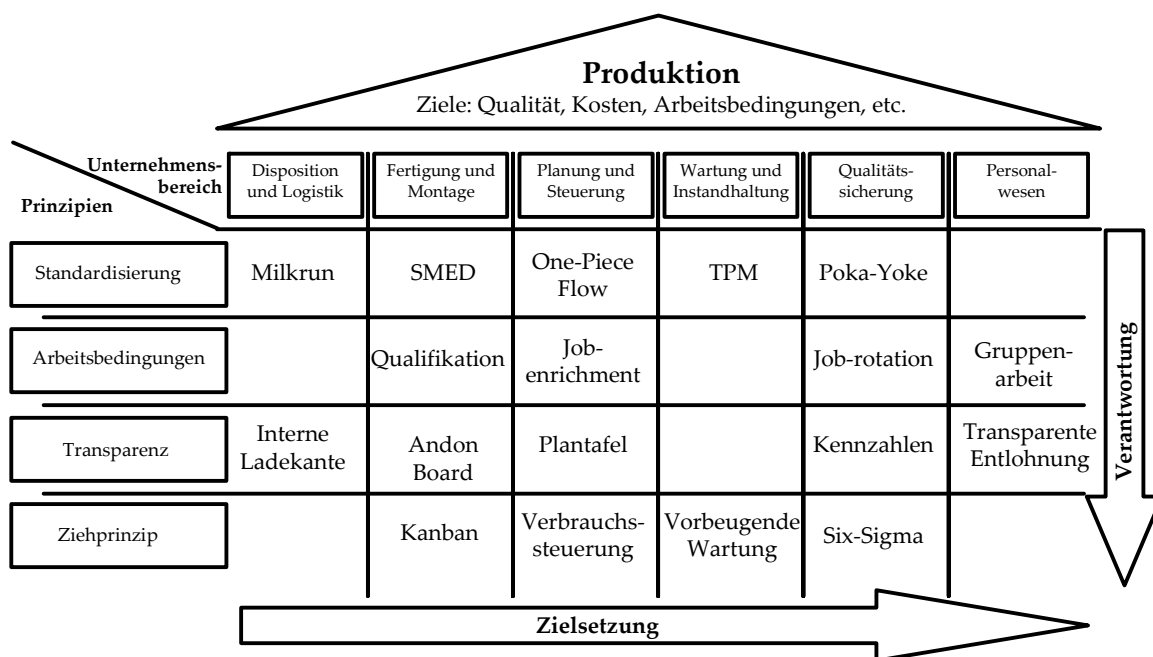 Produktion
Ziele: Qualität, Kosten, Arbeitsbedingungen, etc.
Unternehmens-
bereich
Prinzipien
Disposition
und Logistik
Fertigung und
Montage
Planung und
Steuerung
Wartung und
Instandhaltung
Qualitäts-
sicherung
Personal-
wesen
Standardisierung
Milkrun
SMED
One-Piece
Flow
TPM
Poka-Yoke
Arbeitsbedingungen
Qualifikation
Job-
enrichment
Job-rotation
Gruppen-
arbeit
Transparenz
Interne
Ladekante
Andon
Board
Plantafel
Kennzahlen
Transparente
Entlohnung
Ziehprinzip
Kanban
Verbrauchs-
steuerung
Vorbeugende
Wartung
Six-Sigma
Verantwortung
Zielsetzung